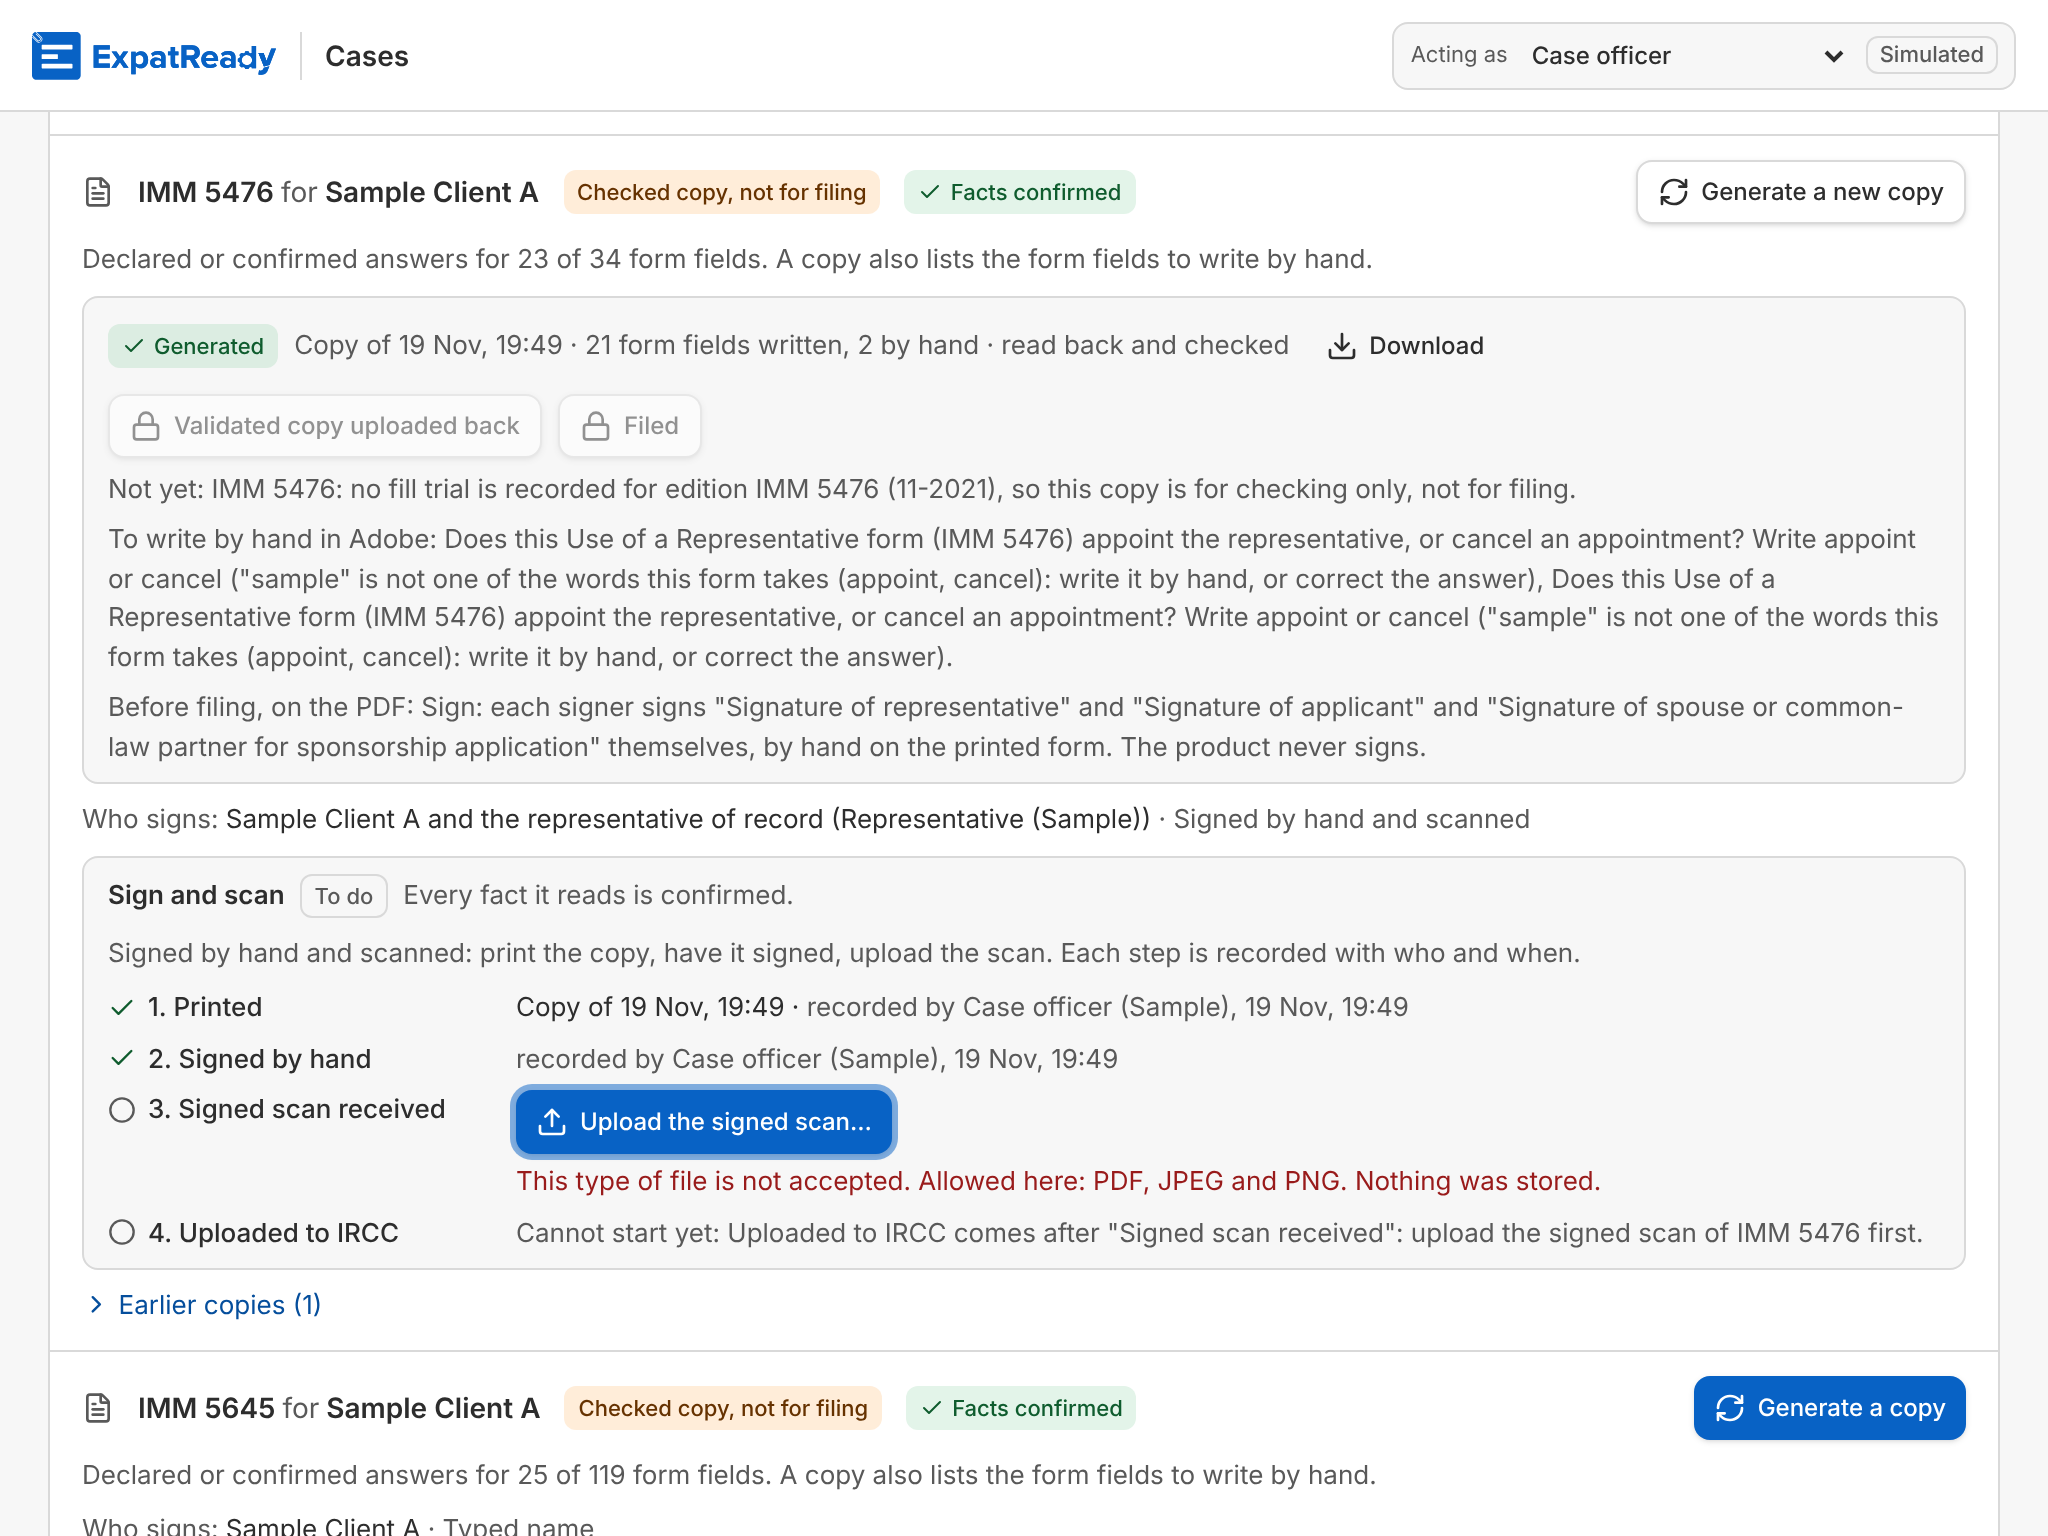 ExpatReady
Cases
Acting as Case officer Simulated
IMM 5476 for Sample Client A Checked copy, not for filing Facts confirmed Generate a new copy
Declared or confirmed answers for 23 of 34 form fields. A copy also lists the form fields to write by hand.
Generated Copy of 19 Nov, 19:49 · 21 form fields written, 2 by hand · read back and checked Download
Validated copy uploaded back Filed
Not yet: IMM 5476: no fill trial is recorded for edition IMM 5476 (11-2021), so this copy is for checking only, not for filing.
To write by hand in Adobe: Does this Use of a Representative form (IMM 5476) appoint the representative, or cancel an appointment? Write appoint
or cancel ("sample" is not one of the words this form takes (appoint, cancel): write it by hand, or correct the answer), Does this Use of a
Representative form (IMM 5476) appoint the representative, or cancel an appointment? Write appoint or cancel ("sample" is not one of the words this
form takes (appoint, cancel): write it by hand, or correct the answer).
Before filing, on the PDF: Sign: each signer signs "Signature of representative" and "Signature of applicant" and "Signature of spouse or common-
law partner for sponsorship application" themselves, by hand on the printed form. The product never signs.
Who signs: Sample Client A and the representative of record (Representative (Sample)) · Signed by hand and scanned
Sign and scan To do Every fact it reads is confirmed.
Signed by hand and scanned: print the copy, have it signed, upload the scan. Each step is recorded with who and when.
1. Printed Copy of 19 Nov, 19:49 · recorded by Case officer (Sample), 19 Nov, 19:49
2. Signed by hand recorded by Case officer (Sample), 19 Nov, 19:49
3. Signed scan received Upload the signed scan...
This type of file is not accepted. Allowed here: PDF, JPEG and PNG. Nothing was stored.
4. Uploaded to IRCC Cannot start yet: Uploaded to IRCC comes after "Signed scan received": upload the signed scan of IMM 5476 first.
Earlier copies (1)
IMM 5645 for Sample Client A Checked copy, not for filing Facts confirmed Generate a copy
Declared or confirmed answers for 25 of 119 form fields. A copy also lists the form fields to write by hand.
Who signs: Sample Client A · Typed name